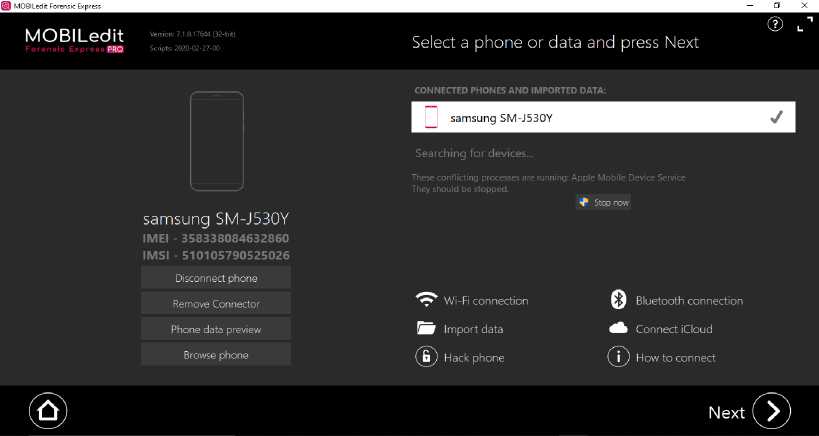 MOBILedit Forensic Express
MOBILedit
Forensic Express PRO
Version: 7.1.0.17644 (32-bit)
Scripts: 2020-02-27-00
Select a phone or data and press Next
?
CONNECTED PHONES AND IMPORTED DATA:
samsung SM-J530Y
Searching for devices...
These conflicting processes are running: Apple Mobile Device Service
They should be stopped.
Stop now
samsung SM-J530Y
IMEI - 358338084632860
IMSI - 510105790525026
Disconnect phone
Remove Connector
Phone data preview
Browse phone
Wi-Fi connection
Bluetooth connection
Import data
Connect iCloud
Hack phone
How to connect
Next